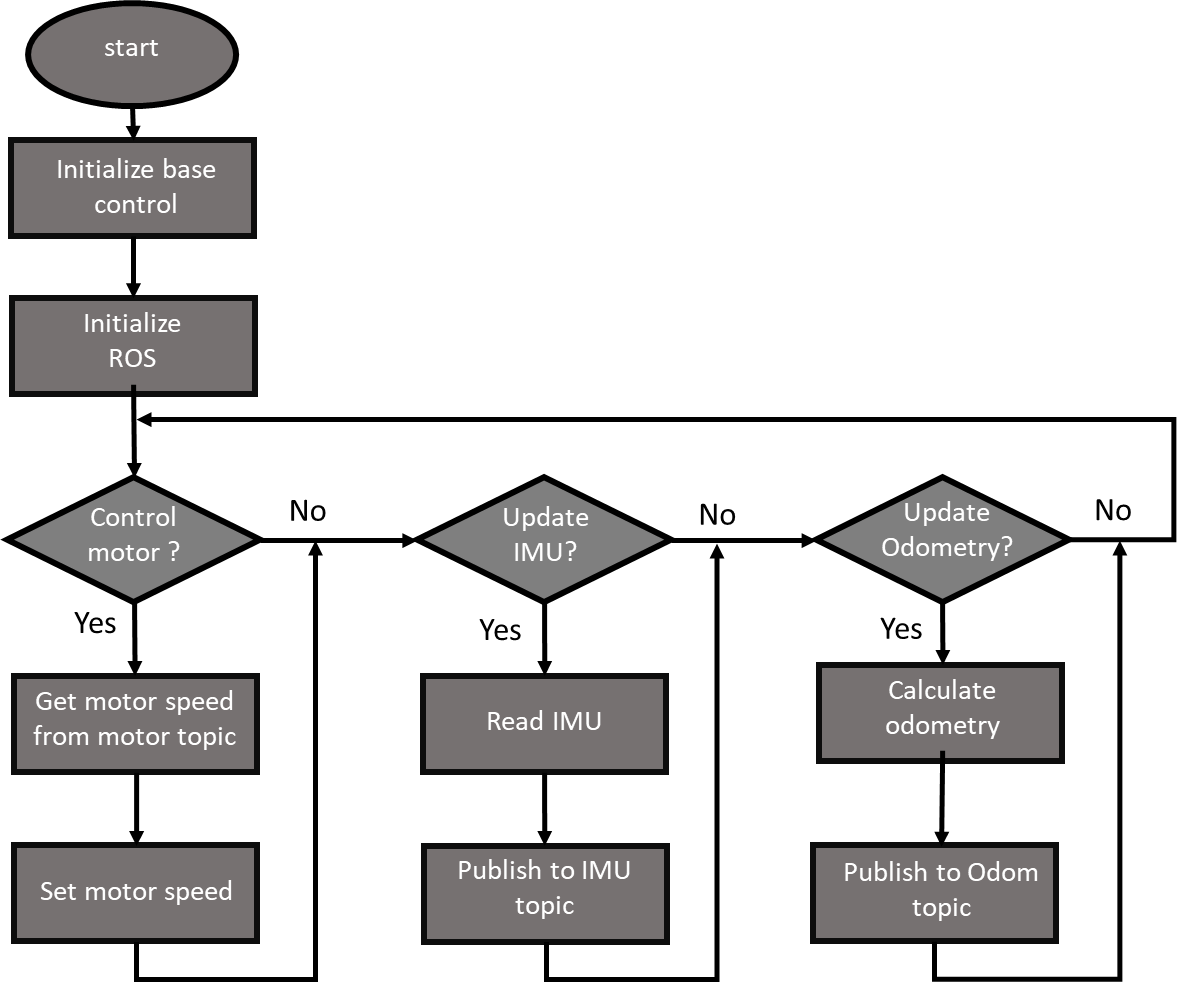 start
Initialize base
control
Initialize
ROS
Control
motor ?
No
Update
IMU?
No
Update
Odometry?
No
Yes
Yes
Yes
Get motor speed
from motor topic
Read IMU
Calculate
odometry
Set motor speed
Publish to IMU
topic
Publish to Odom
topic